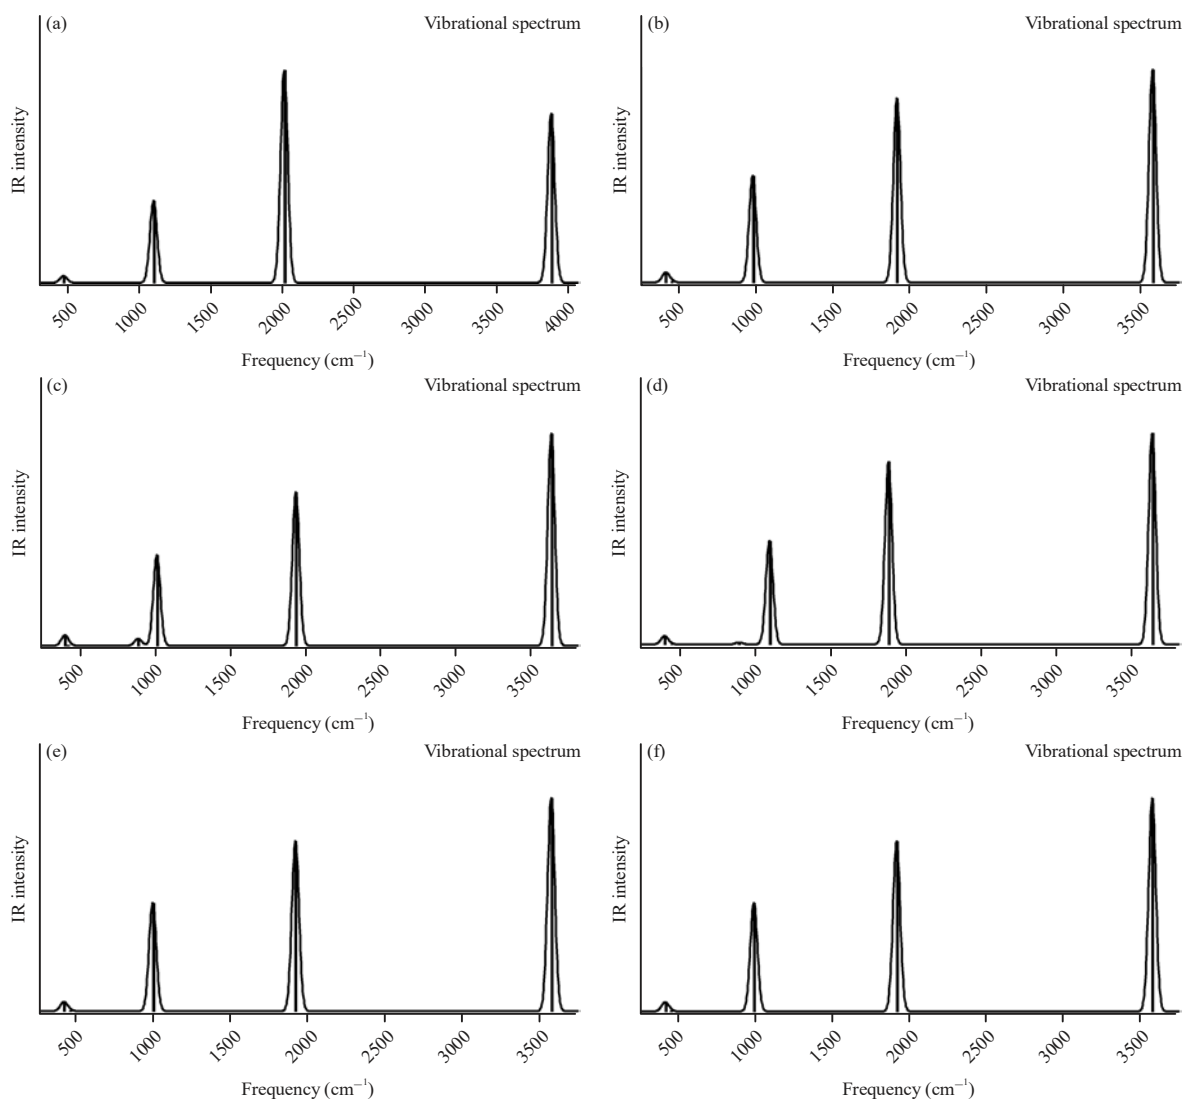 (a) Vibrational spectrum
IR intensity
500 1000 1500 2000 2500 3000 3500 4000
Frequency (cm⁻¹)
(b) Vibrational spectrum
IR intensity
500 1000 1500 2000 2500 3000 3500
Frequency (cm⁻¹)
(c) Vibrational spectrum
IR intensity
500 1000 1500 2000 2500 3000 3500
Frequency (cm⁻¹)
(d) Vibrational spectrum
IR intensity
500 1000 1500 2000 2500 3000 3500
Frequency (cm⁻¹)
(e) Vibrational spectrum
IR intensity
500 1000 1500 2000 2500 3000 3500
Frequency (cm⁻¹)
(f) Vibrational spectrum
IR intensity
500 1000 1500 2000 2500 3000 3500
Frequency (cm⁻¹)